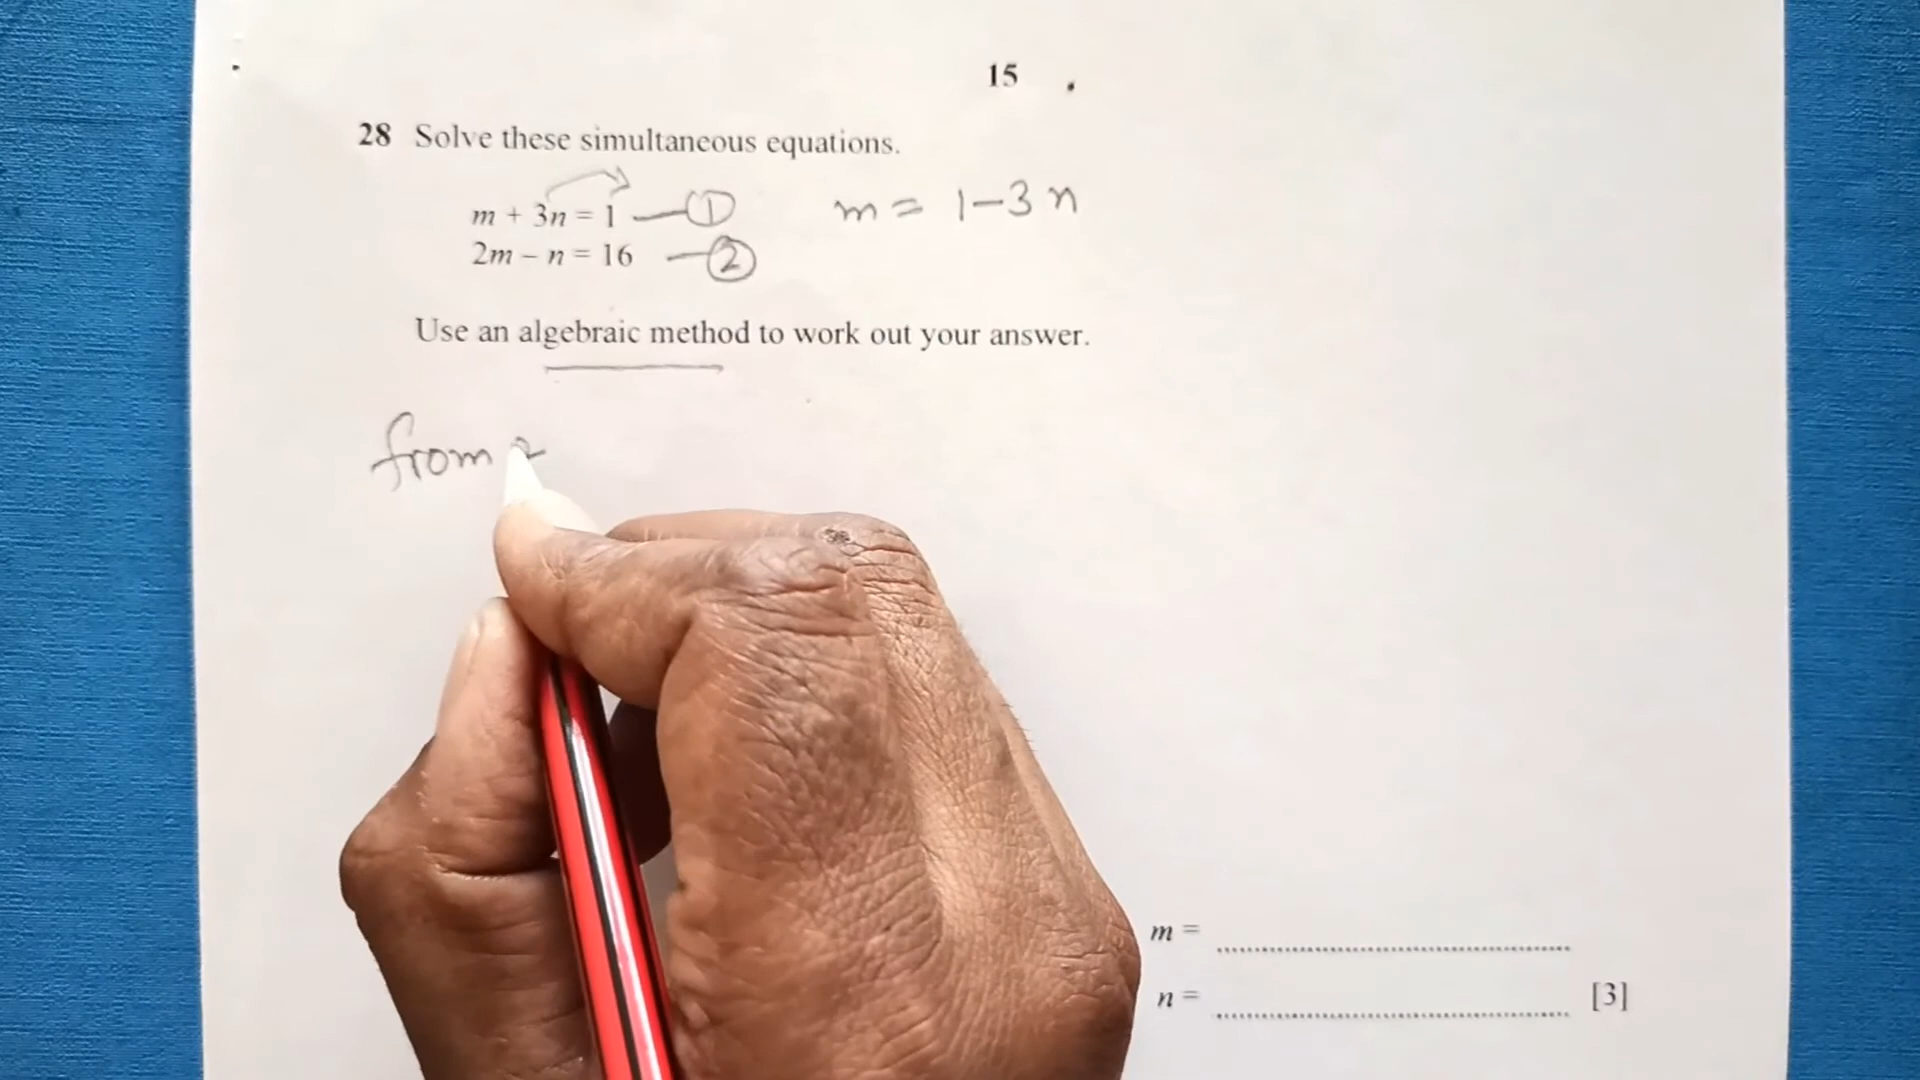 15
28 Solve these simultaneous equations.
m + 3n = 1 — ① m = 1-3n
2m – n = 16 — ②
Use an algebraic method to work out your answer.
from
m = ........................................
n = ........................................ [3]